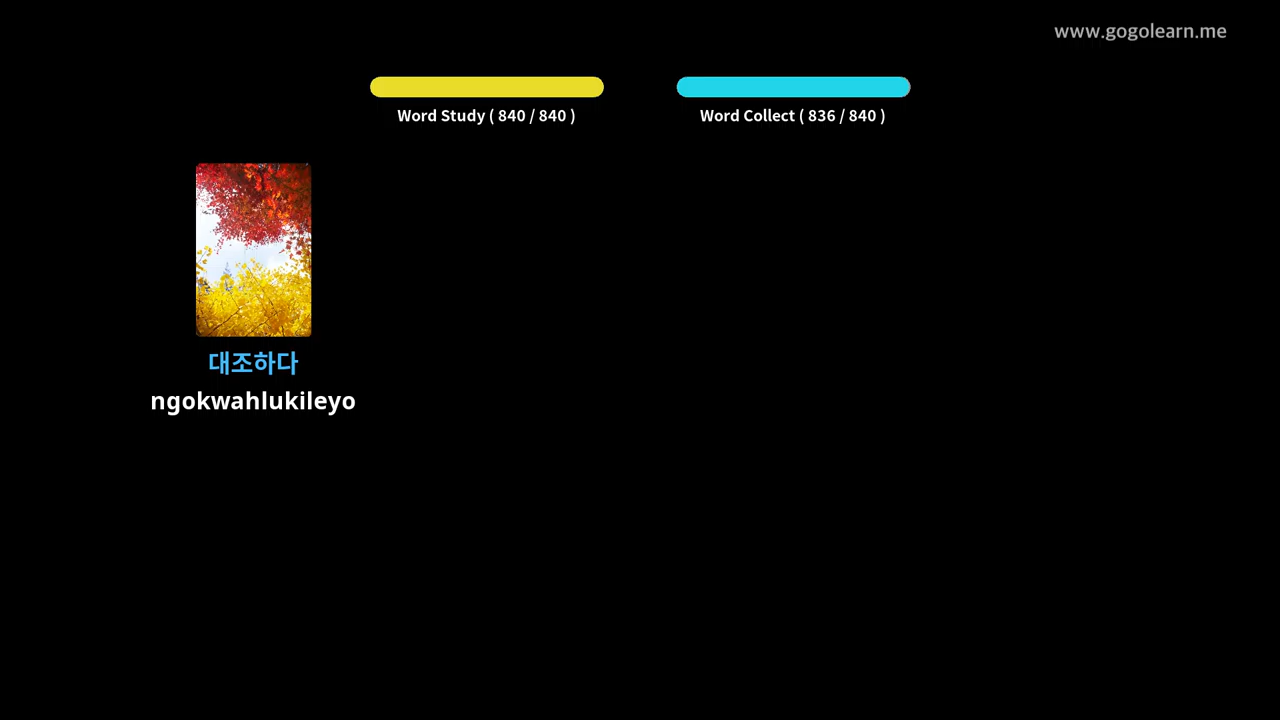 www.gogolearn.me
Word Study ( 840 / 840 )
Word Collect ( 836 / 840 )
대조하다
ngokwahlukileyo